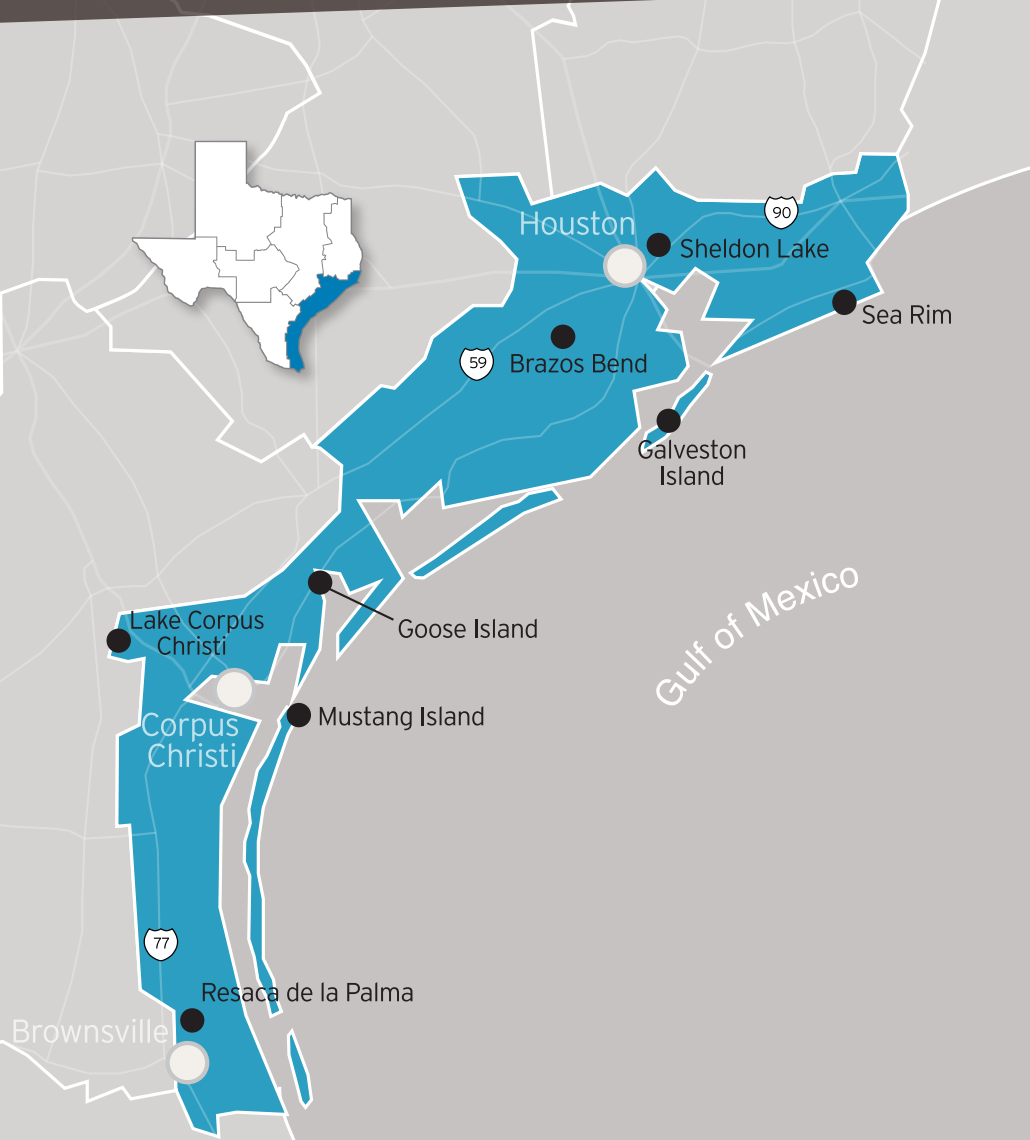 Houston
90
Sheldon Lake
Sea Rim
59
Brazos Bend
Galveston
Island
Gulf of Mexico
Goose Island
Lake Corpus
Christi
Mustang Island
Corpus
Christi
77
Resaca de la Palma
Brownsville